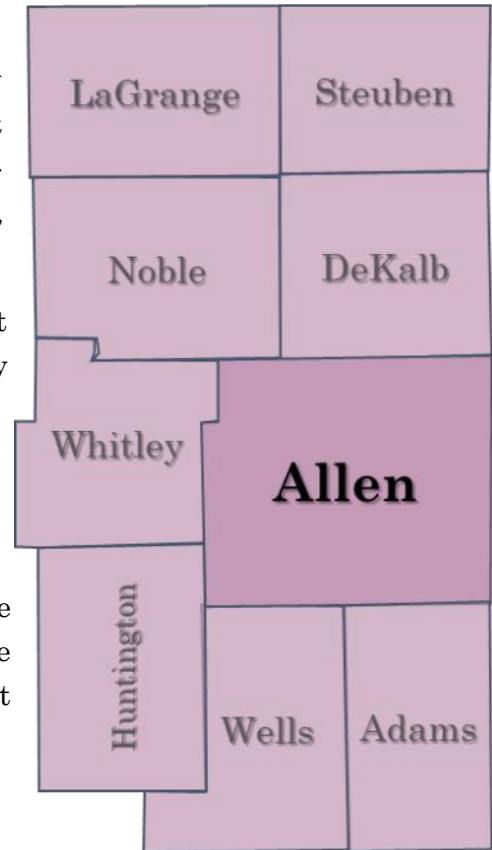 LaGrange
Steuben
Noble
DeKalb
Whitley
Allen
Huntington
Wells
Adams